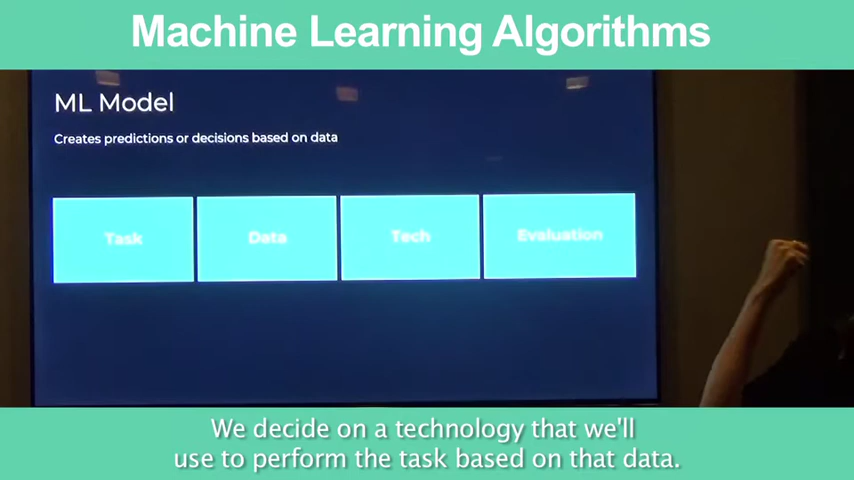 Machine Learning Algorithms
ML Model
Creates predictions or decisions based on data
Task Data Tech Evaluation
We decide on a technology that we'll
use to perform the task based on that data.